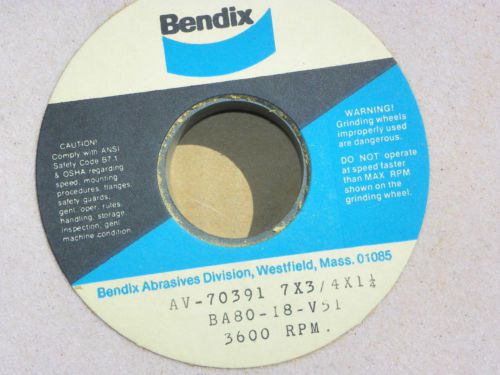 Bendix
CAUTION!
Comply with ANSI
Safety Code B7.1
& OSHA regarding
speed, mounting
procedures, flanges,
safety guards,
genl. oper. rules,
handling, storage,
inspection, genl.
machine condition.
WARNING!
Grinding wheels
improperly used
are dangerous.
DO NOT operate
at speed faster
than MAX RPM
shown on the
grinding wheel.
Bendix Abrasives Division, Westfield, Mass. 01085
AV-70391 7X3/4X1¼
BA80-I8-V51
3600 RPM.